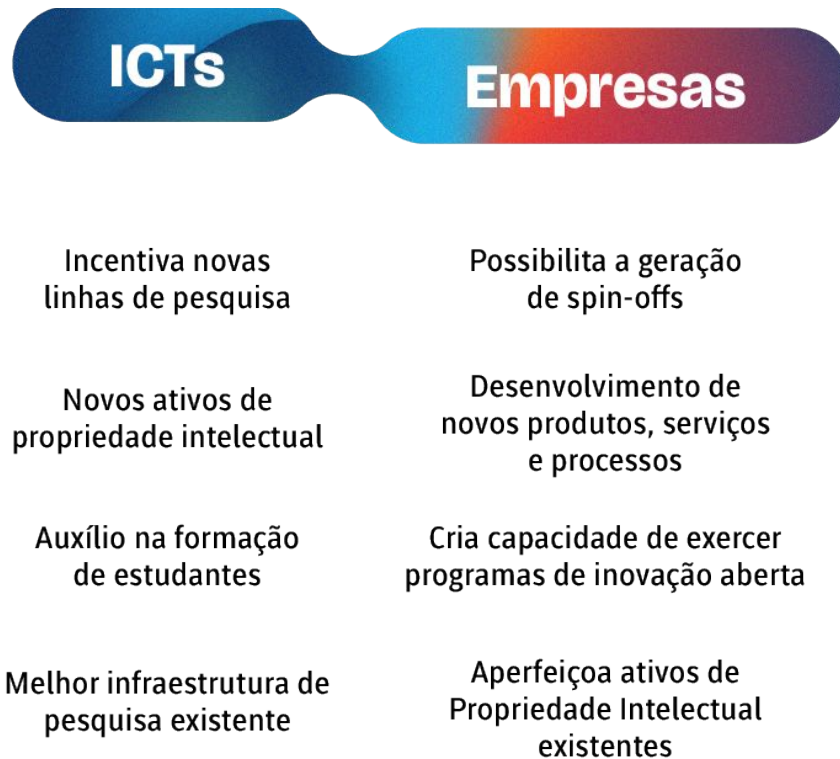 ICTs
Empresas
Incentiva novas
linhas de pesquisa
Possibilita a geração
de spin-offs
Novos ativos de
propriedade intelectual
Desenvolvimento de
novos produtos, serviços
e processos
Auxílio na formação
de estudantes
Cria capacidade de exercer
programas de inovação aberta
Melhor infraestrutura de
pesquisa existente
Aperfeiçoa ativos de
Propriedade Intelectual
existentes